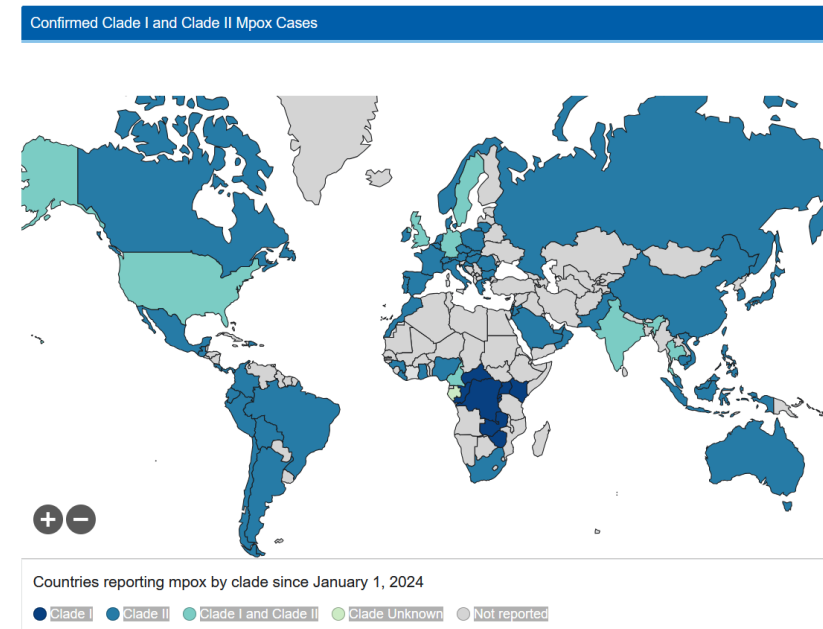 Confirmed Clade I and Clade II Mpox Cases
Countries reporting mpox by clade since January 1, 2024
Clade I Clade II Clade I and Clade II Clade Unknown Not reported